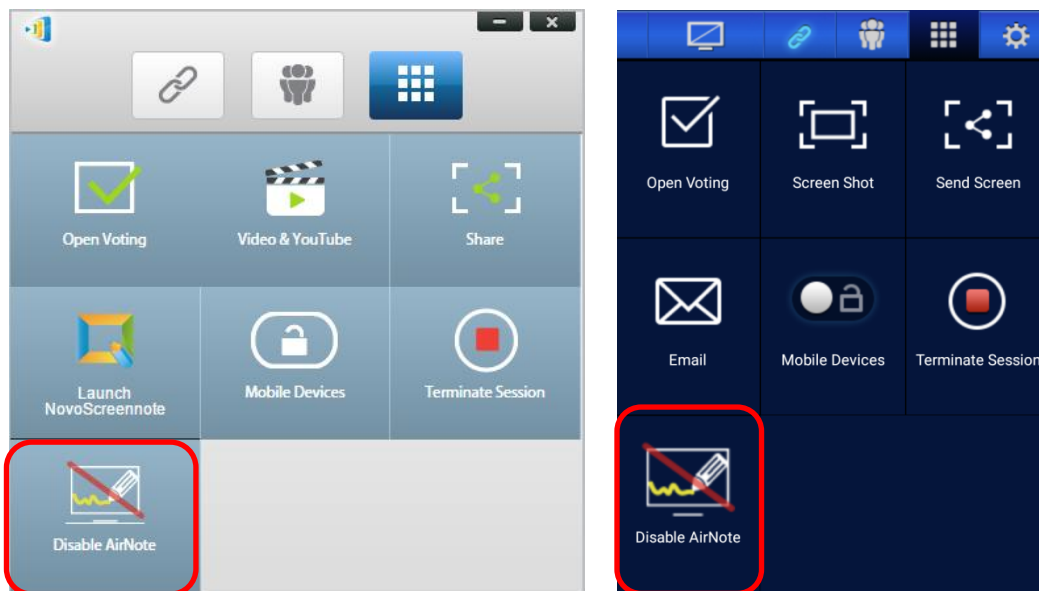 Open Voting
Video & YouTube
Share
Launch
NovoScreennote
Mobile Devices
Terminate Session
Disable AirNote
Open Voting
Screen Shot
Send Screen
Email
Mobile Devices
Terminate Session
Disable AirNote